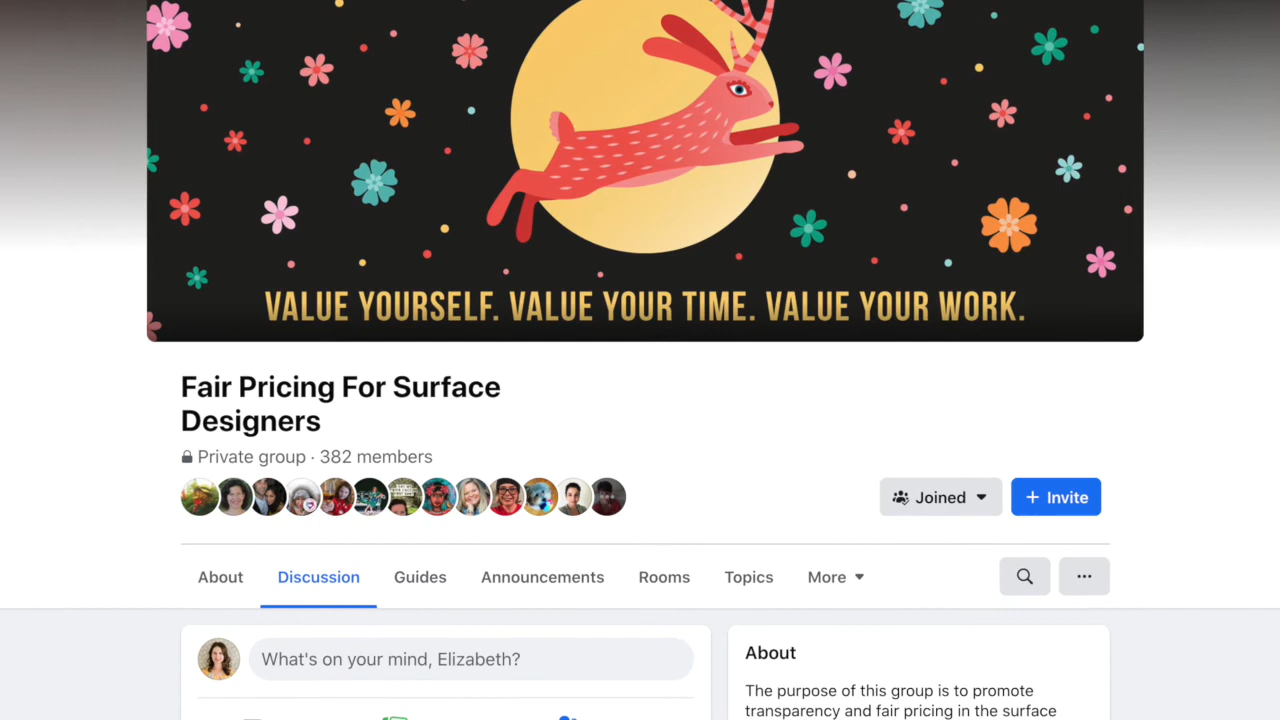 VALUE YOURSELF. VALUE YOUR TIME. VALUE YOUR WORK.
Fair Pricing For Surface
Designers
Private group · 382 members
Joined
+ Invite
About
Discussion
Guides
Announcements
Rooms
Topics
More
What's on your mind, Elizabeth?
About
The purpose of this group is to promote
transparency and fair pricing in the surface